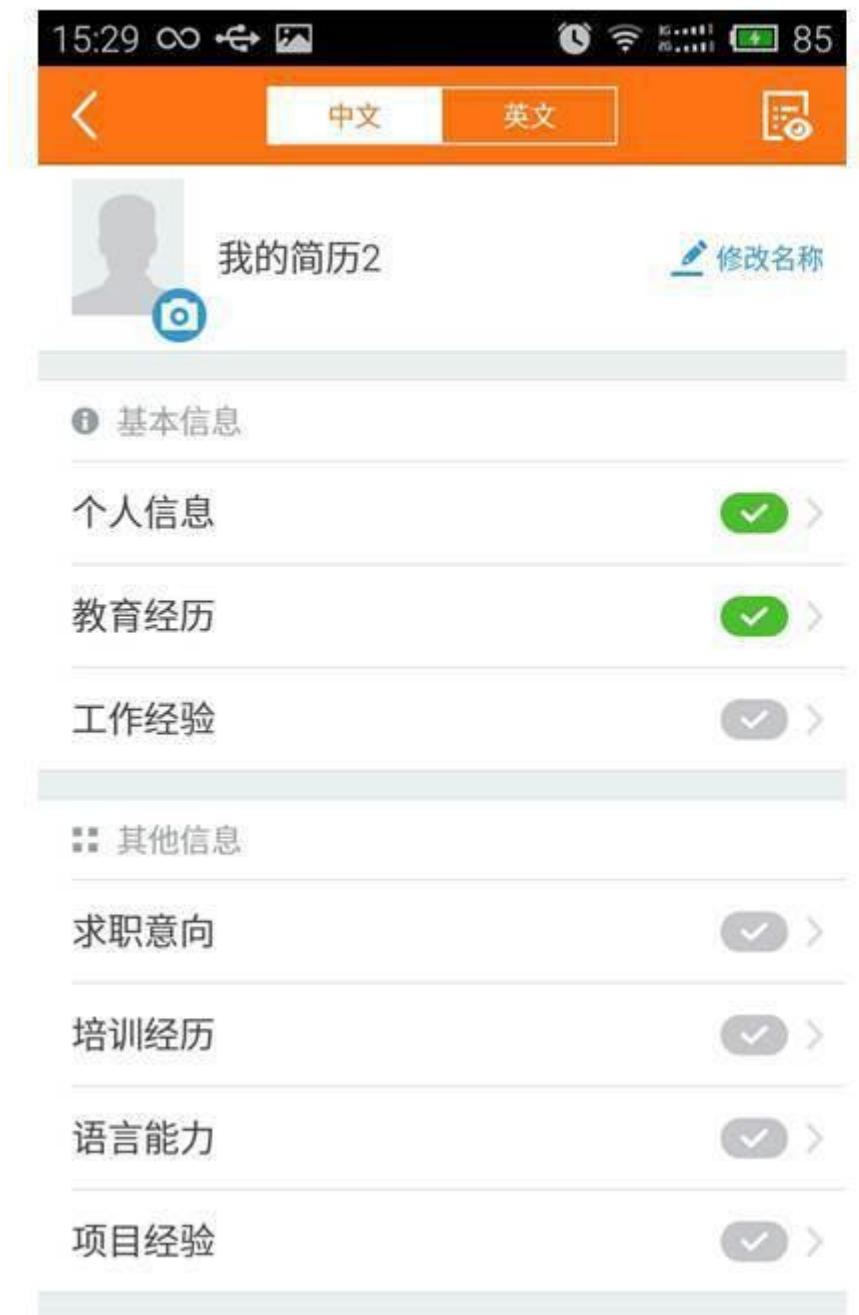 15:29 85
中文 英文
我的简历2 修改名称
基本信息
个人信息
教育经历
工作经验
其他信息
求职意向
培训经历
语言能力
项目经验